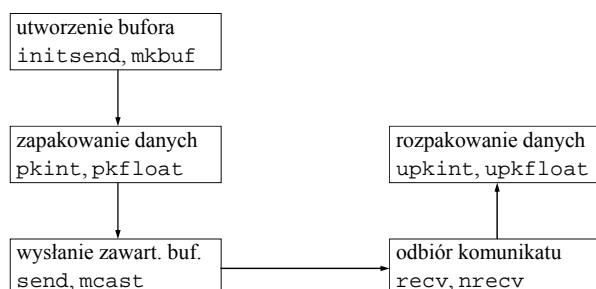 utworzenie bufora
initsend, mkbuf
zapakowanie danych
pkint, pkfloat
wysłanie zawart. buf.
send, mcast
odbiór komunikatu
recv, nrecv
rozpakowanie danych
upkint, upkfloat